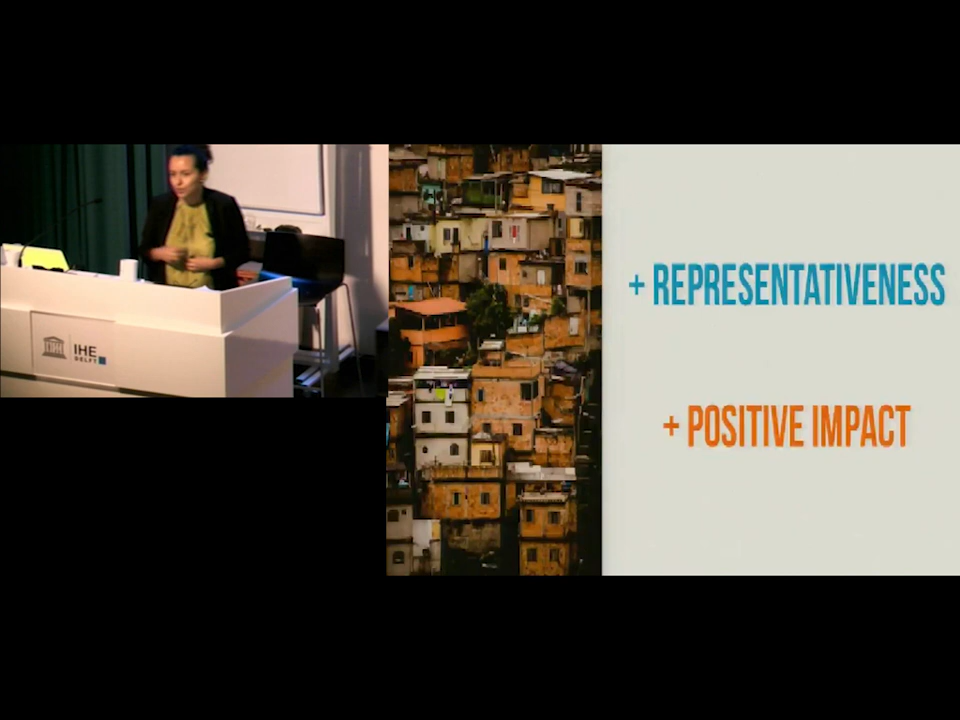 IHE
DELFT
+ REPRESENTATIVENESS
+ POSITIVE IMPACT